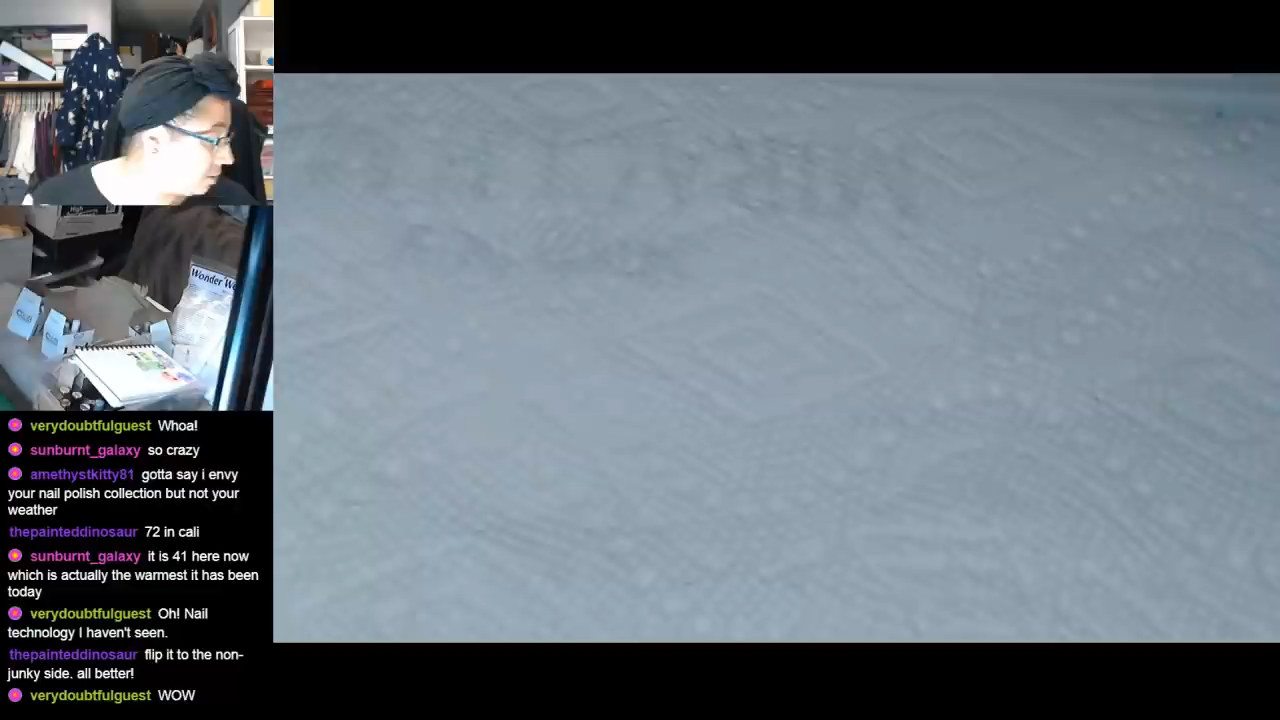 High
Wonder We
verydoubtfulguest Whoa!
sunburnt_galaxy so crazy
amethystkitty81 gotta say i envy
your nail polish collection but not your
weather
thepainteddinosaur 72 in cali
sunburnt_galaxy it is 41 here now
which is actually the warmest it has been
today
verydoubtfulguest Oh! Nail
technology I haven't seen.
thepainteddinosaur flip it to the non-
junky side. all better!
verydoubtfulguest WOW